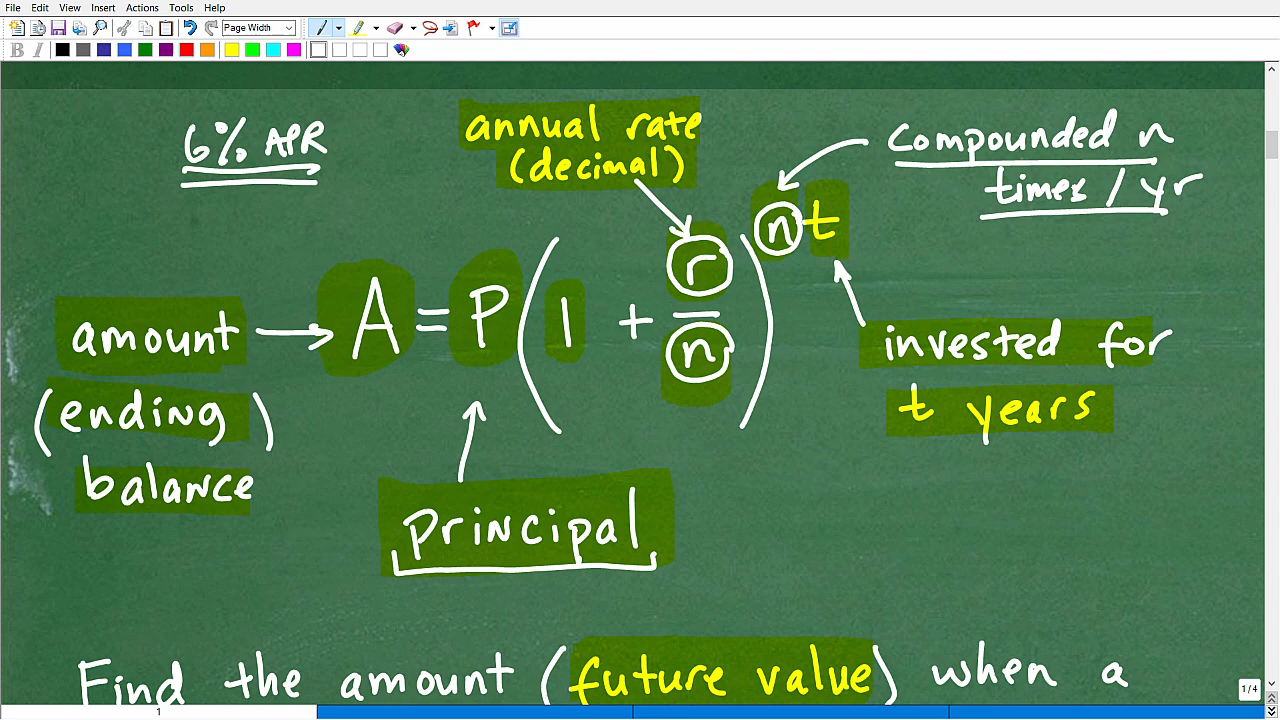 File Edit View Insert Actions Tools Help
Page Width
B I
6% APR
annual rate
(decimal)
compounded n
times / yr
amount
(ending)
balance
A = P(1 + r/n)^nt
invested for
t years
principal
Find the amount (future value) when a
1/4
1